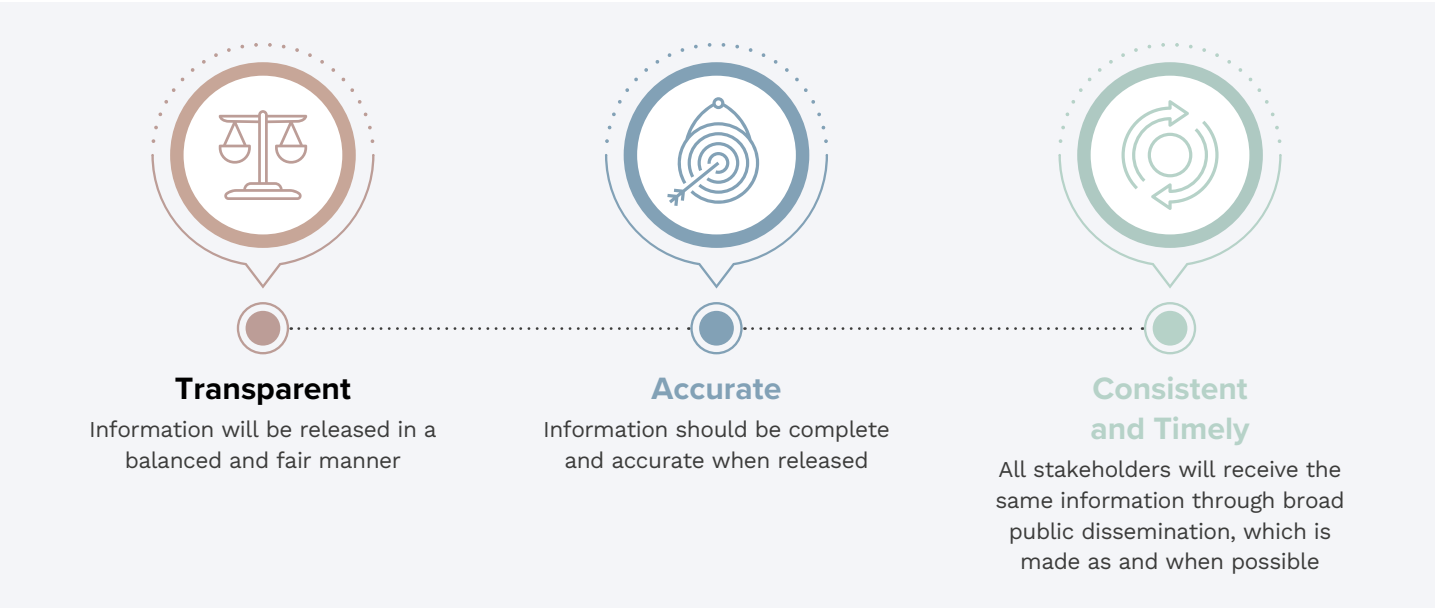 Transparent
Information will be released in a
balanced and fair manner
Accurate
Information should be complete
and accurate when released
Consistent
and Timely
All stakeholders will receive the
same information through broad
public dissemination, which is
made as and when possible